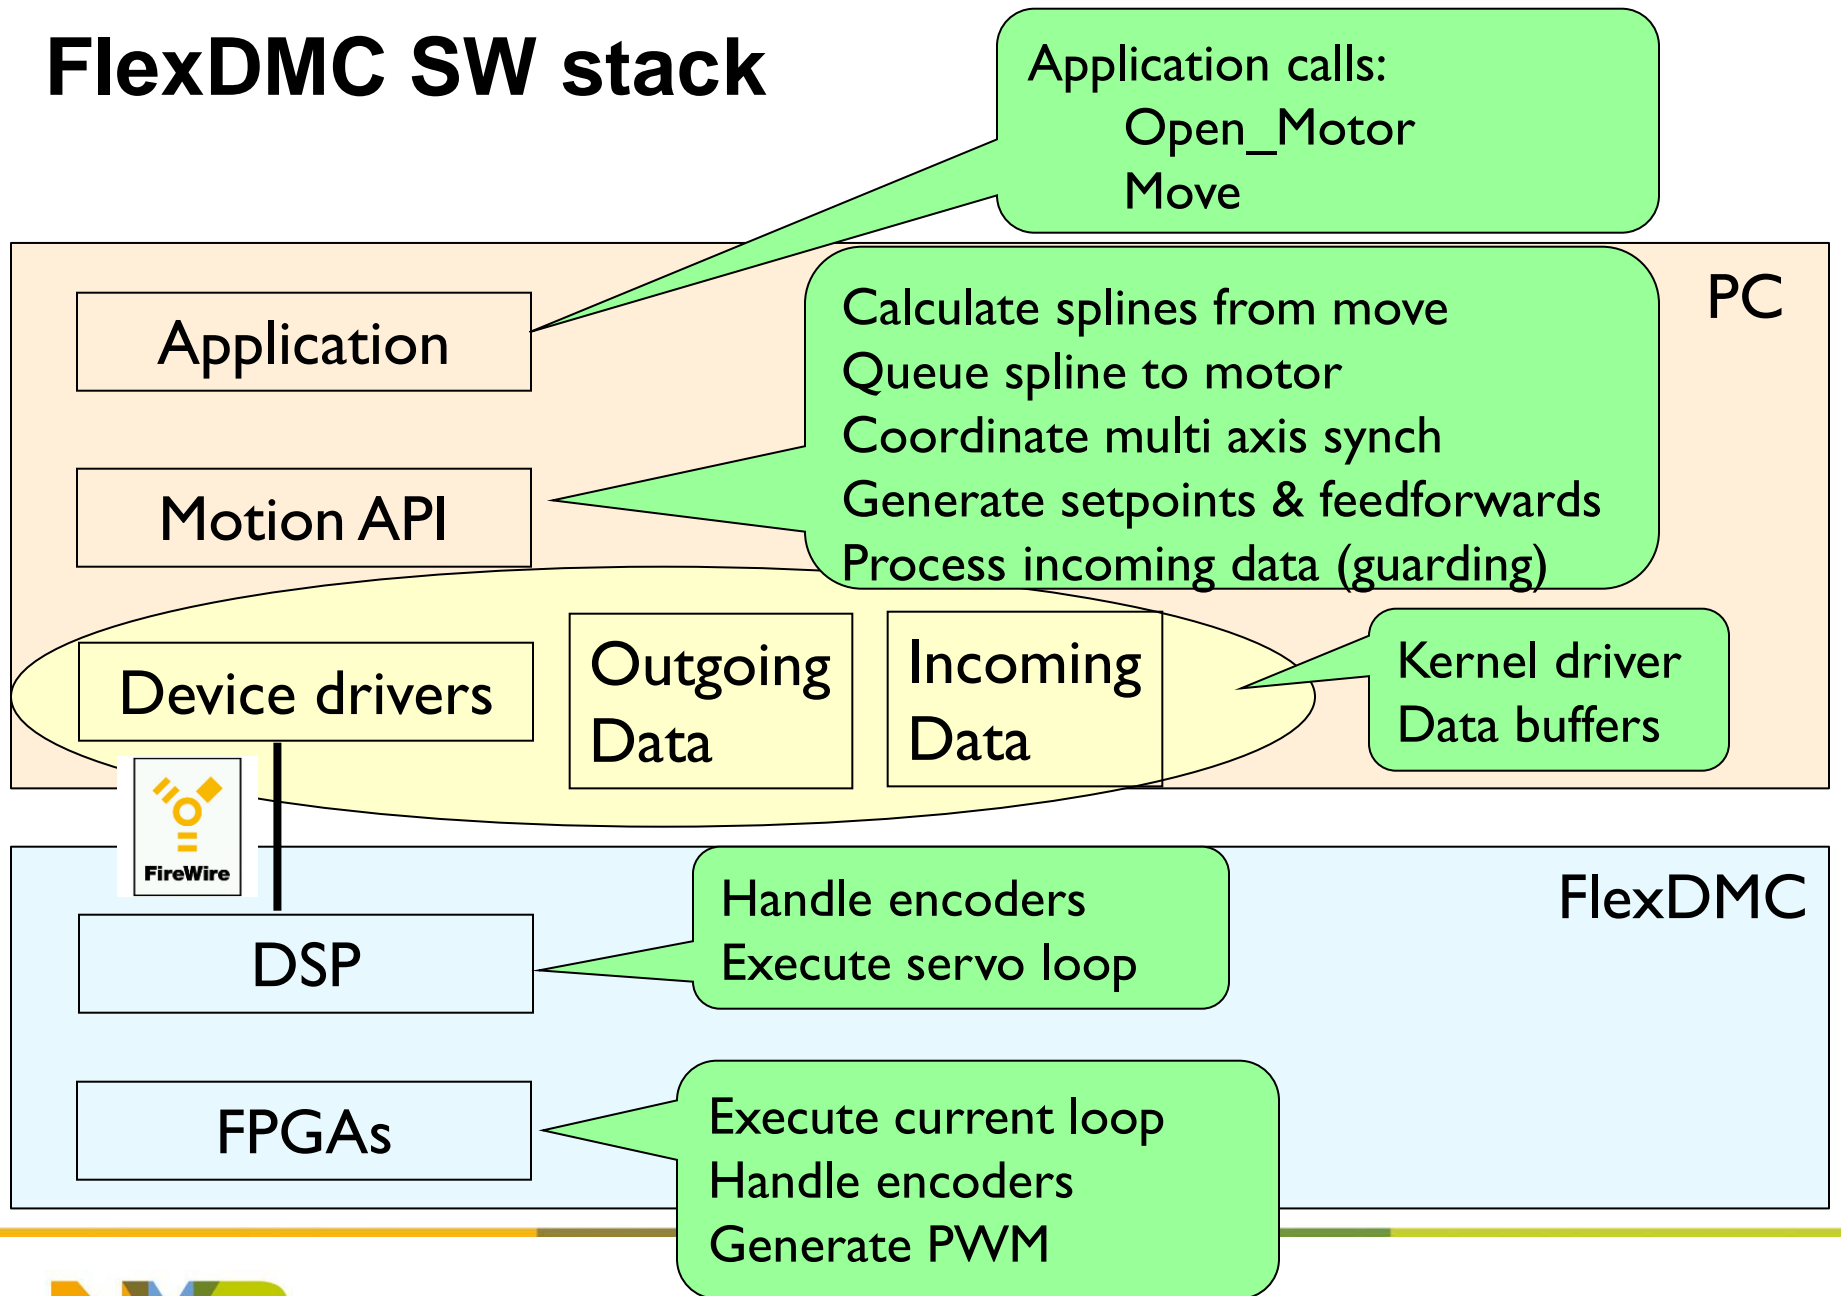 FlexDMC SW stack
Application calls:
Open_Motor
Move
PC
Application
Calculate splines from move
Queue spline to motor
Coordinate multi axis synch
Generate setpoints & feedforwards
Process incoming data (guarding)
Motion API
Device drivers
Outgoing
Data
Incoming
Data
Kernel driver
Data buffers
FireWire
FlexDMC
DSP
Handle encoders
Execute servo loop
FPGAs
Execute current loop
Handle encoders
Generate PWM